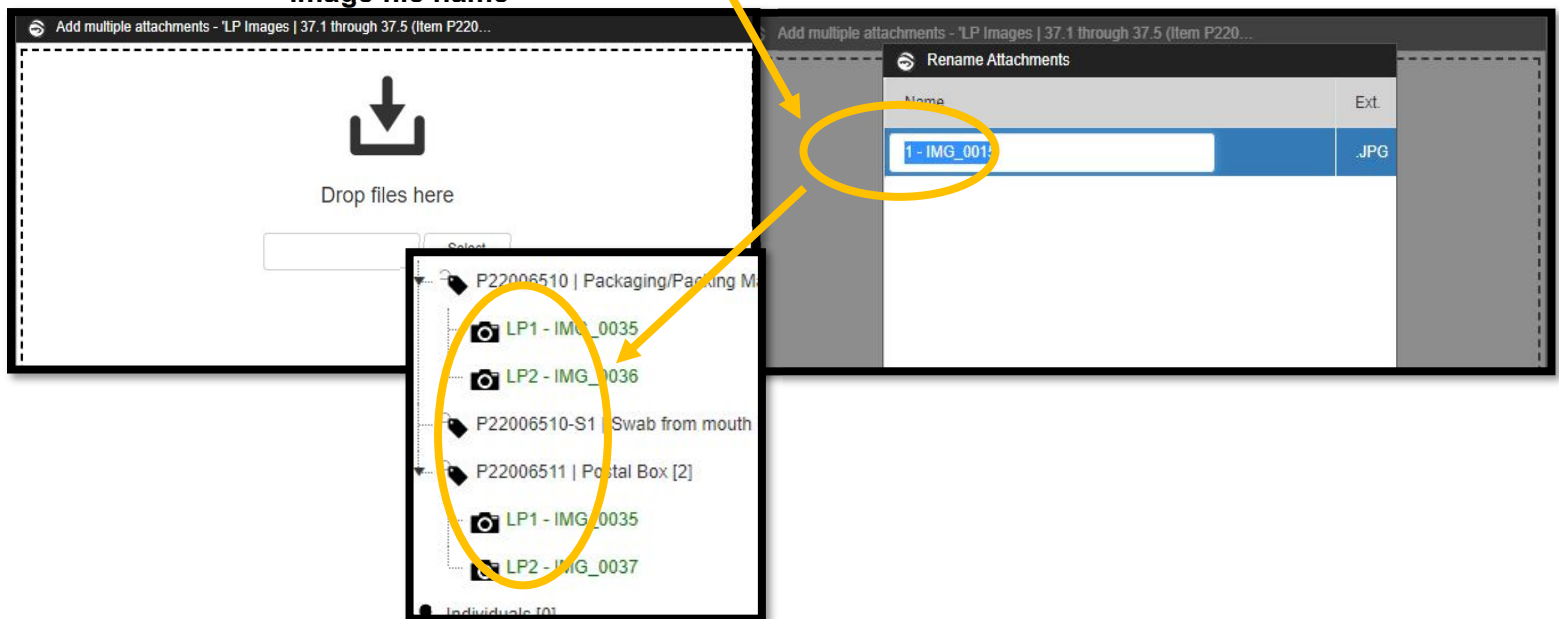 image file name
Add multiple attachments - 'LP Images | 37.1 through 37.5 (Item P220...
Drop files here
Select
Add multiple attachments - 'LP Images | 37.1 through 37.5 (Item P220...
Rename Attachments
Name Ext.
1 - IMG_0015 .JPG
P22006510 | Packaging/Packing Ma
LP1 - IMG_0035
LP2 - IMG_0036
P22006510-S1 | Swab from mouth
P22006511 | Postal Box [2]
LP1 - IMG_0035
LP2 - IMG_0037
Individuals [0]